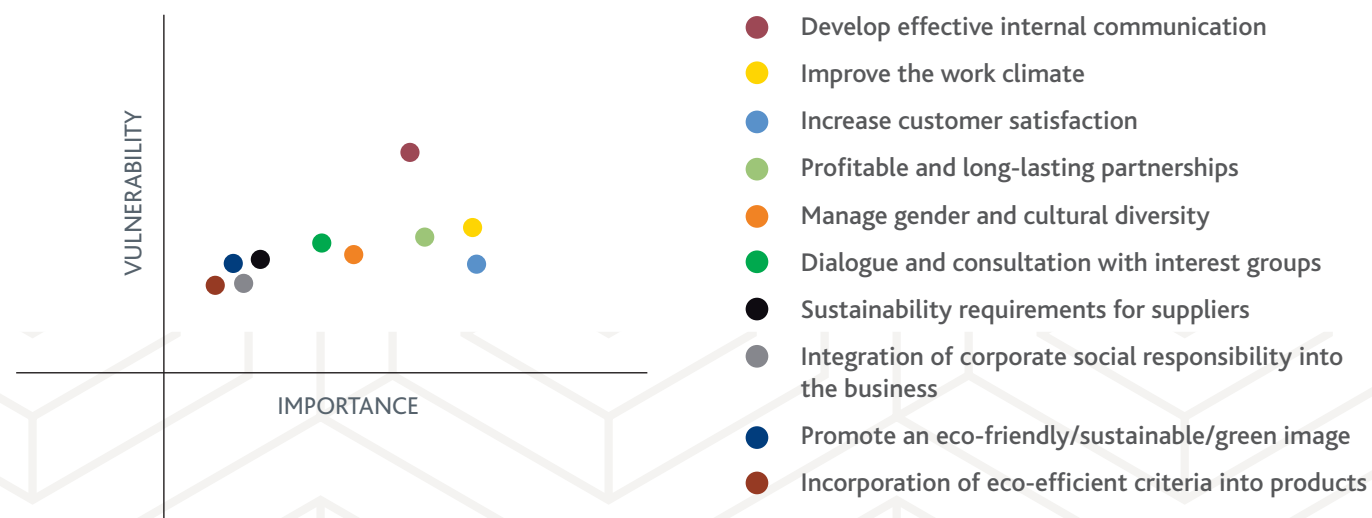 VULNERABILITY
IMPORTANCE
Develop effective internal communication
Improve the work climate
Increase customer satisfaction
Profitable and long-lasting partnerships
Manage gender and cultural diversity
Dialogue and consultation with interest groups
Sustainability requirements for suppliers
Integration of corporate social responsibility into
the business
Promote an eco-friendly/sustainable/green image
Incorporation of eco-efficient criteria into products